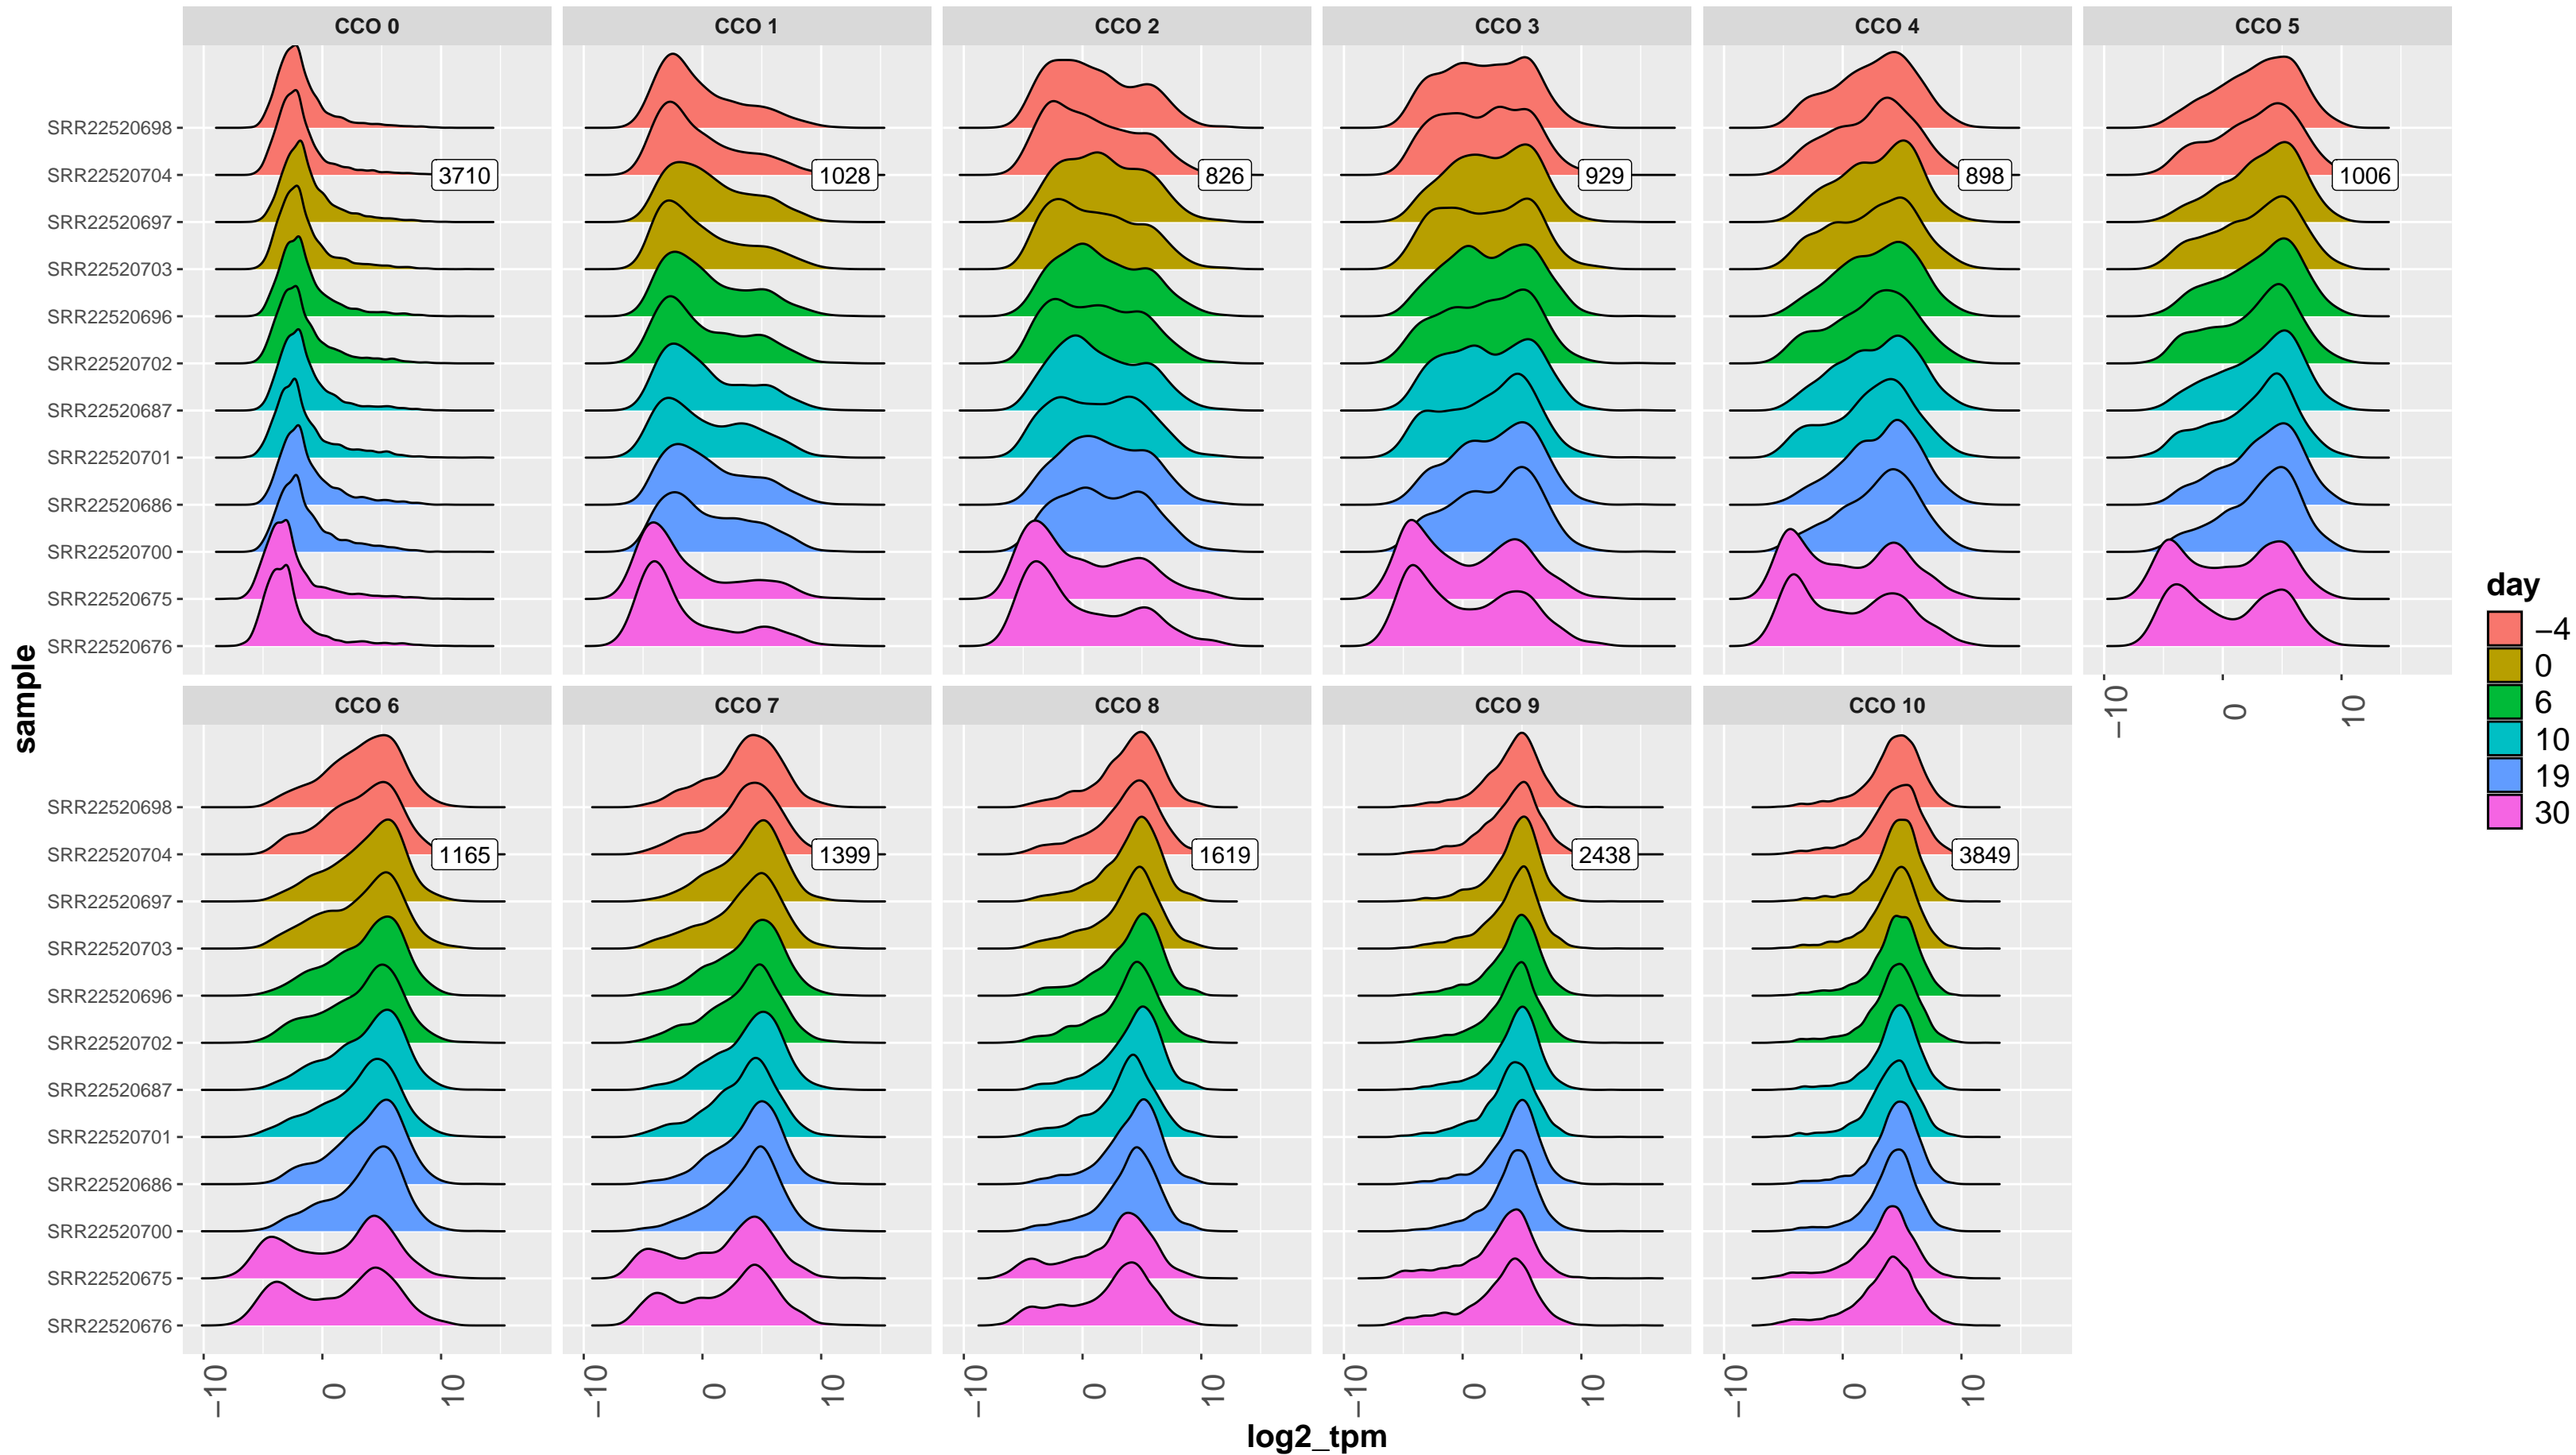 CCO 0
CCO 1
CCO 2
CCO 3
CCO 4
CCO 5
SRR22520698
SRR22520704
SRR22520697
SRR22520703
SRR22520696
SRR22520702
SRR22520687
SRR22520701
SRR22520686
SRR22520700
SRR22520675
SRR22520676
3710
1028
826
929
898
1006
−10
0
10
CCO 6
CCO 7
CCO 8
CCO 9
CCO 10
SRR22520698
SRR22520704
SRR22520697
SRR22520703
SRR22520696
SRR22520702
SRR22520687
SRR22520701
SRR22520686
SRR22520700
SRR22520675
SRR22520676
1165
1399
1619
2438
3849
−10
0
10
−10
0
10
−10
0
10
−10
0
10
−10
0
10
log2_tpm
sample
day
−4
0
6
10
19
30